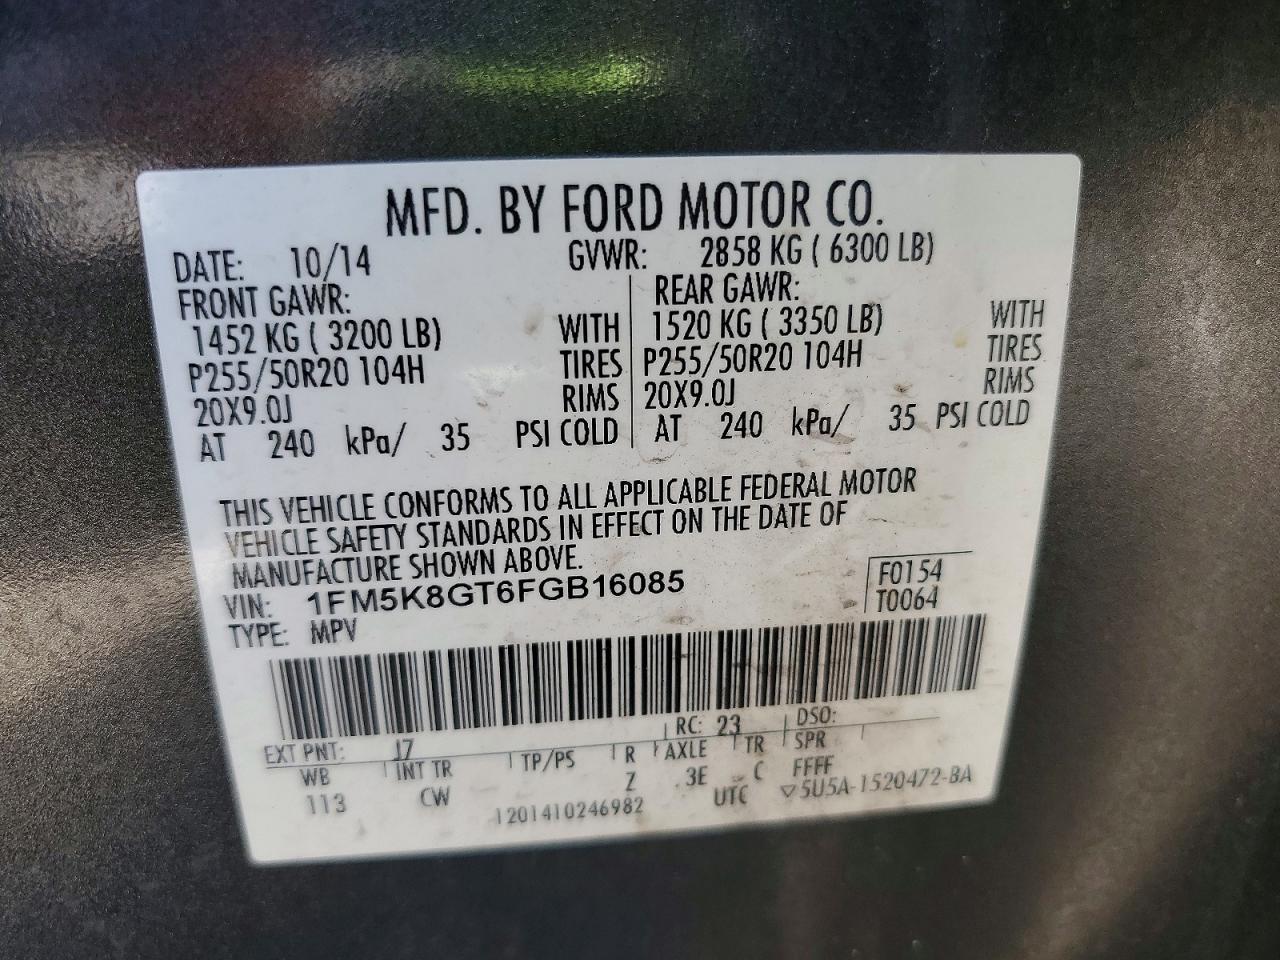 MFD. BY FORD MOTOR CO.
DATE: 10/14 GVWR: 2858 KG ( 6300 LB)
FRONT GAWR: REAR GAWR:
1452 KG ( 3200 LB) WITH 1520 KG ( 3350 LB) WITH
P255/50R20 104H TIRES P255/50R20 104H TIRES
20X9.0J RIMS 20X9.0J RIMS
AT 240 kPa/ 35 PSI COLD AT 240 kPa/ 35 PSI COLD
THIS VEHICLE CONFORMS TO ALL APPLICABLE FEDERAL MOTOR
VEHICLE SAFETY STANDARDS IN EFFECT ON THE DATE OF
MANUFACTURE SHOWN ABOVE.
VIN: 1FM5K8GT6FGB16085 F0154
TYPE: MPV T0064
EXT PNT: J7 RC: 23 DSO:
WB INT TR TP/PS R AXLE TR SPR
113 CW Z 3E C FFFF
1201410246982 UTC ▽5U5A-1520472-BA